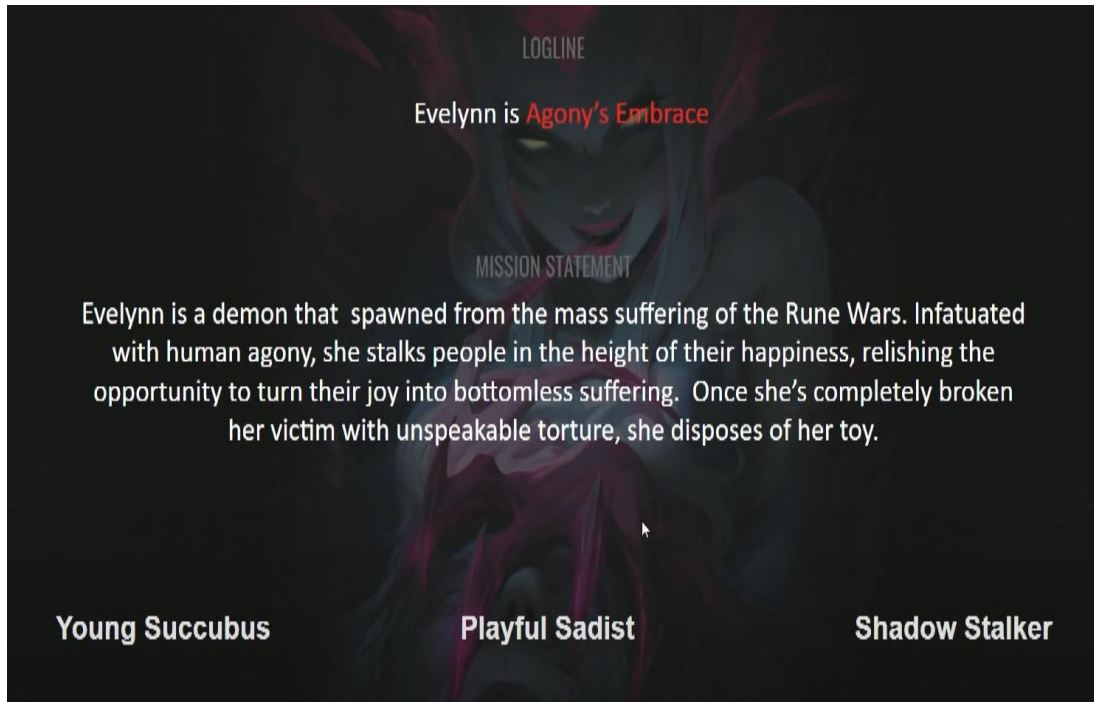 LOGLINE
Evelynn is Agony's Embrace
MISSION STATEMENT
Evelynn is a demon that  spawned from the mass suffering of the Rune Wars. Infatuated
with human agony, she stalks people in the height of their happiness, relishing the
opportunity to turn their joy into bottomless suffering.  Once she's completely broken
her victim with unspeakable torture, she disposes of her toy.
Young Succubus Playful Sadist Shadow Stalker